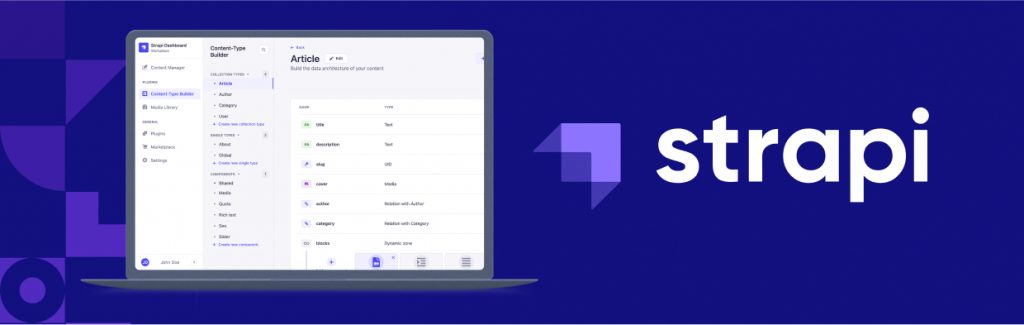 Strapi Dashboard
Workplace
Content Manager
PLUGINS
Content-Type Builder
Media Library
GENERAL
Plugins
Marketplace
Settings
John Doe
Content-Type
Builder
COLLECTION TYPES
Article
Author
Category
User
+ Create new collection type
SINGLE TYPES
About
Global
+ Create new single type
COMPONENTS
Shared
Media
Quote
Rich text
Seo
Slider
+ Create new component
Back
Article
Edit
Build the data architecture of your content
NAME TYPE
title Text
description Text
slug UID
cover Media
author Relation with Author
category Relation with Category
blocks Dynamic zone
strapi